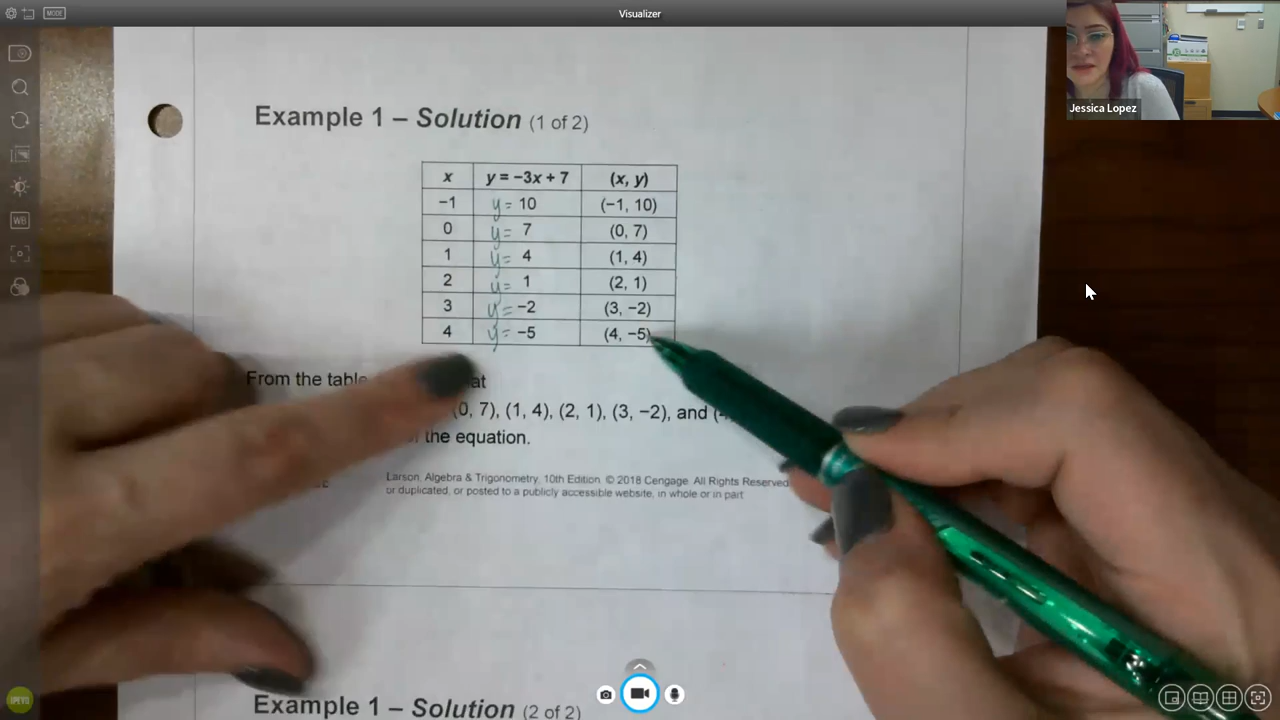 MODE
Visualizer
Jessica Lopez
WB
Example 1 – Solution (1 of 2)
x y = −3x + 7 (x, y)
−1 y = 10 (−1, 10)
0 y = 7 (0, 7)
1 y = 4 (1, 4)
2 y = 1 (2, 1)
3 y = −2 (3, −2)
4 y = −5 (4, −5)
From the table
(0, 7), (1, 4), (2, 1), (3, −2), and
the equation.
Larson, Algebra & Trigonometry, 10th Edition. © 2018 Cengage. All Rights Reserved
or duplicated, or posted to a publicly accessible website, in whole or in part
Example 1 – Solution (2 of 2)
IPEVO